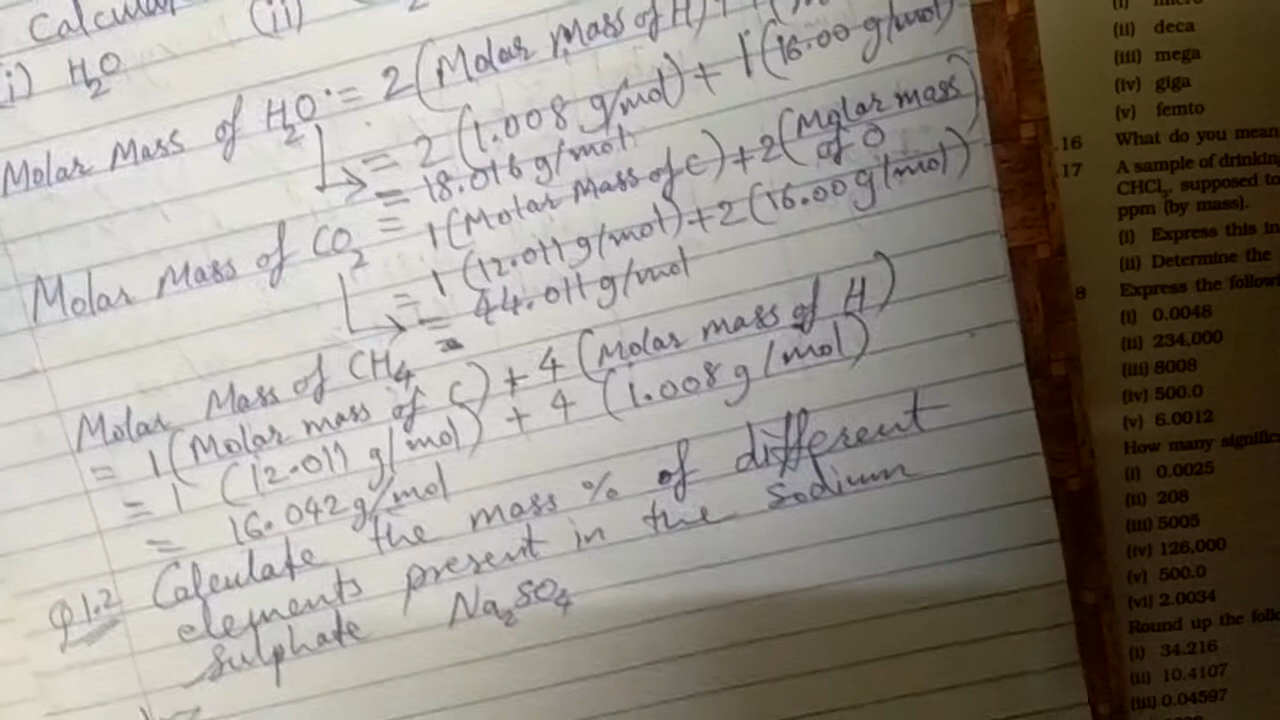 Calcula
(ii)
(i) H2O
Molar Mass of H2O = 2 (Molar Mass of H) +
= 2 (1.008 g/mol) + 1 (16.00 g/mol)
= 18.016 g/mol
Molar Mass of CO2 = 1 (Molar Mass of C) + 2 (Molar mass of O)
= 1 (12.011 g/mol) + 2 (16.00 g/mol)
= 44.011 g/mol
Molar Mass of CH4 =
= 1 (Molar mass of C) + 4 (Molar mass of H)
= 1 (12.011 g/mol) + 4 (1.008 g/mol)
= 16.042 g/mol
Q 1.2 Calculate the mass % of different
elements present in the sodium
sulphate Na2SO4
(ii) deca
(iii) mega
(iv) giga
(v) femto
.16 What do you mean
17 A sample of drinkin
CHCl3, supposed to
ppm (by mass).
(i) Express this in
(ii) Determine the
8 Express the followi
(i) 0.0048
(ii) 234,000
(iii) 8008
(iv) 500.0
(v) 6.0012
How many signific
(i) 0.0025
(ii) 208
(iii) 5005
(iv) 126,000
(v) 500.0
(vi) 2.0034
Round up the foll
(i) 34.216
(ii) 10.4107
(iii) 0.04597